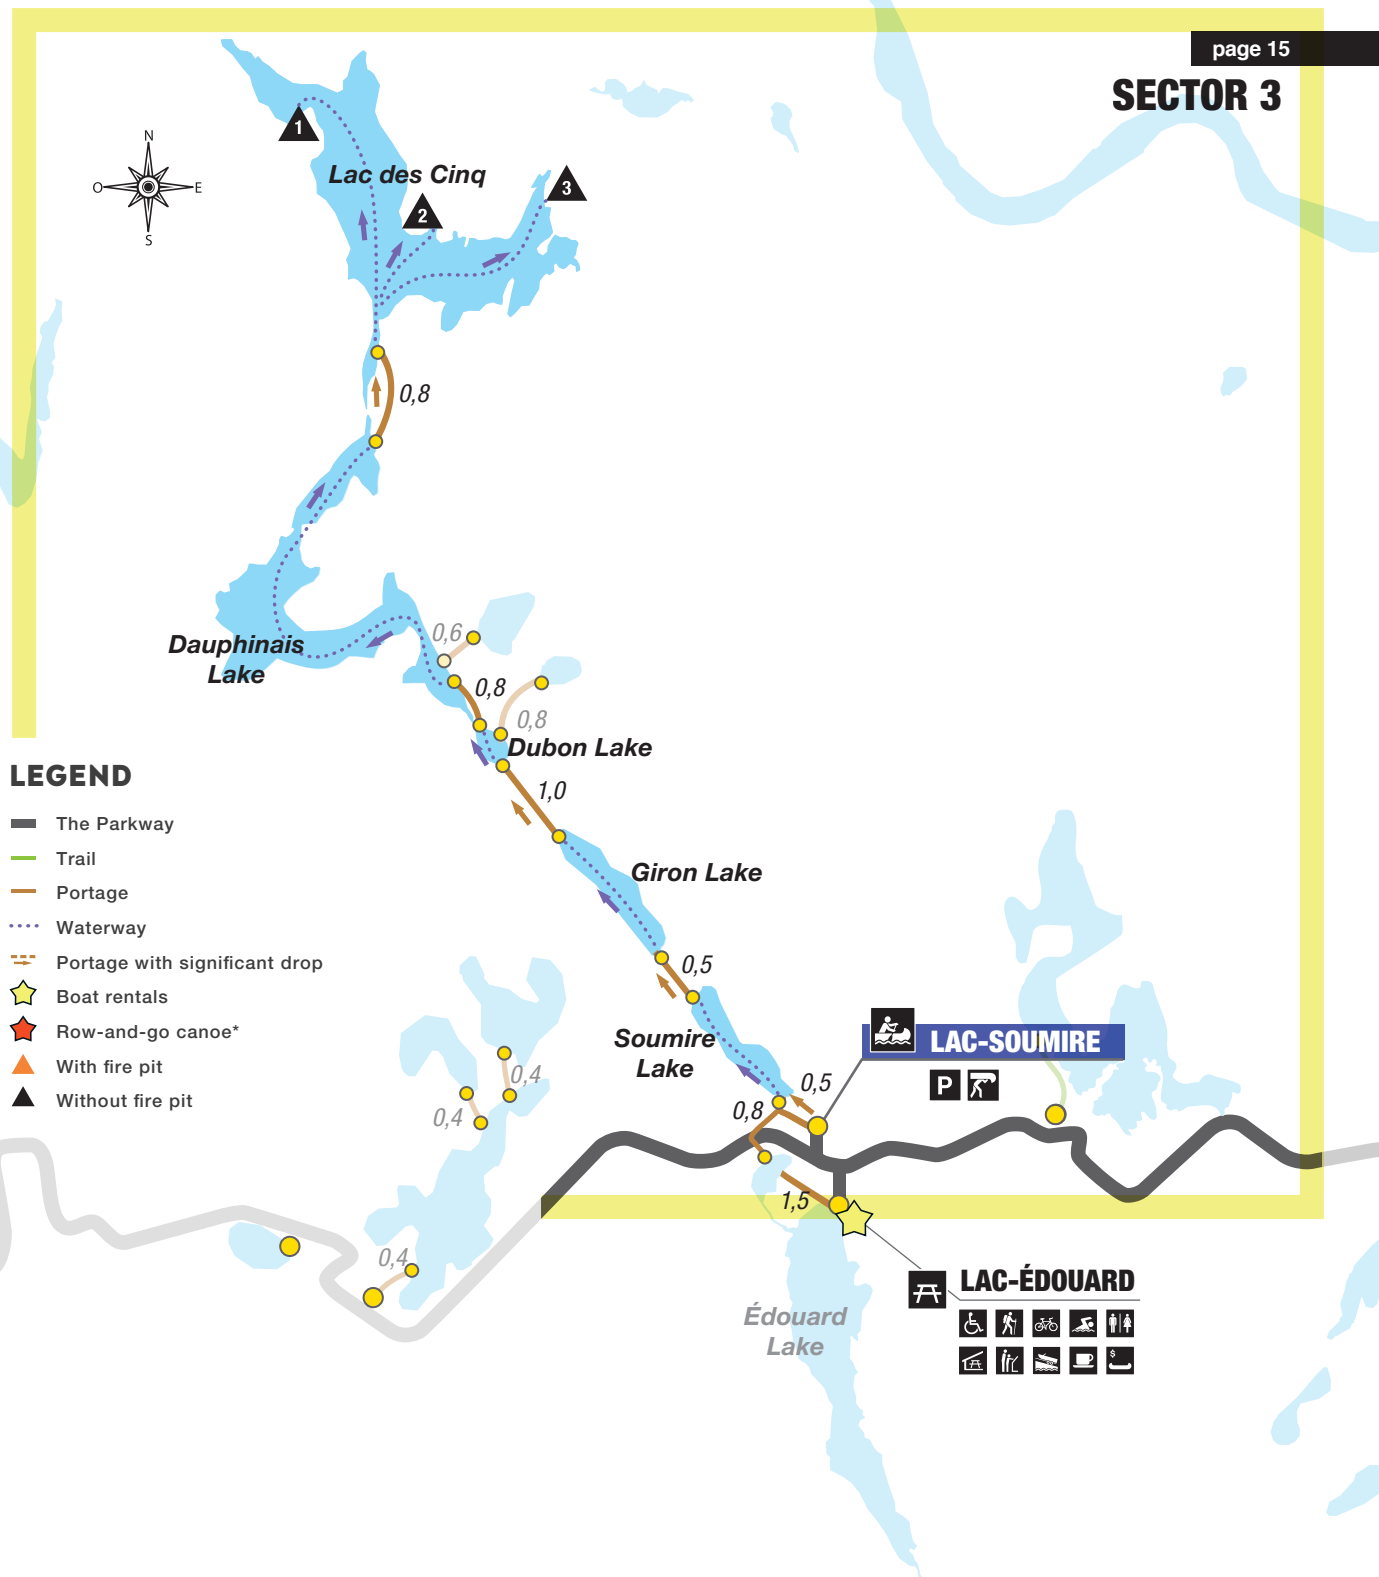 page 15
SECTOR 3
N
O
E
S
1
Lac des Cinq
2
3
0,8
Dauphinais
Lake
0,6
0,8
0,8
Dubon Lake
1,0
Giron Lake
0,5
Soumire
Lake
LAC-SOUMIRE
P
0,5
0,8
1,5
0,4
0,4
0,4
LAC-ÉDOUARD
$
Édouard
Lake
LEGEND
The Parkway
Trail
Portage
Waterway
Portage with significant drop
Boat rentals
Row-and-go canoe*
With fire pit
Without fire pit